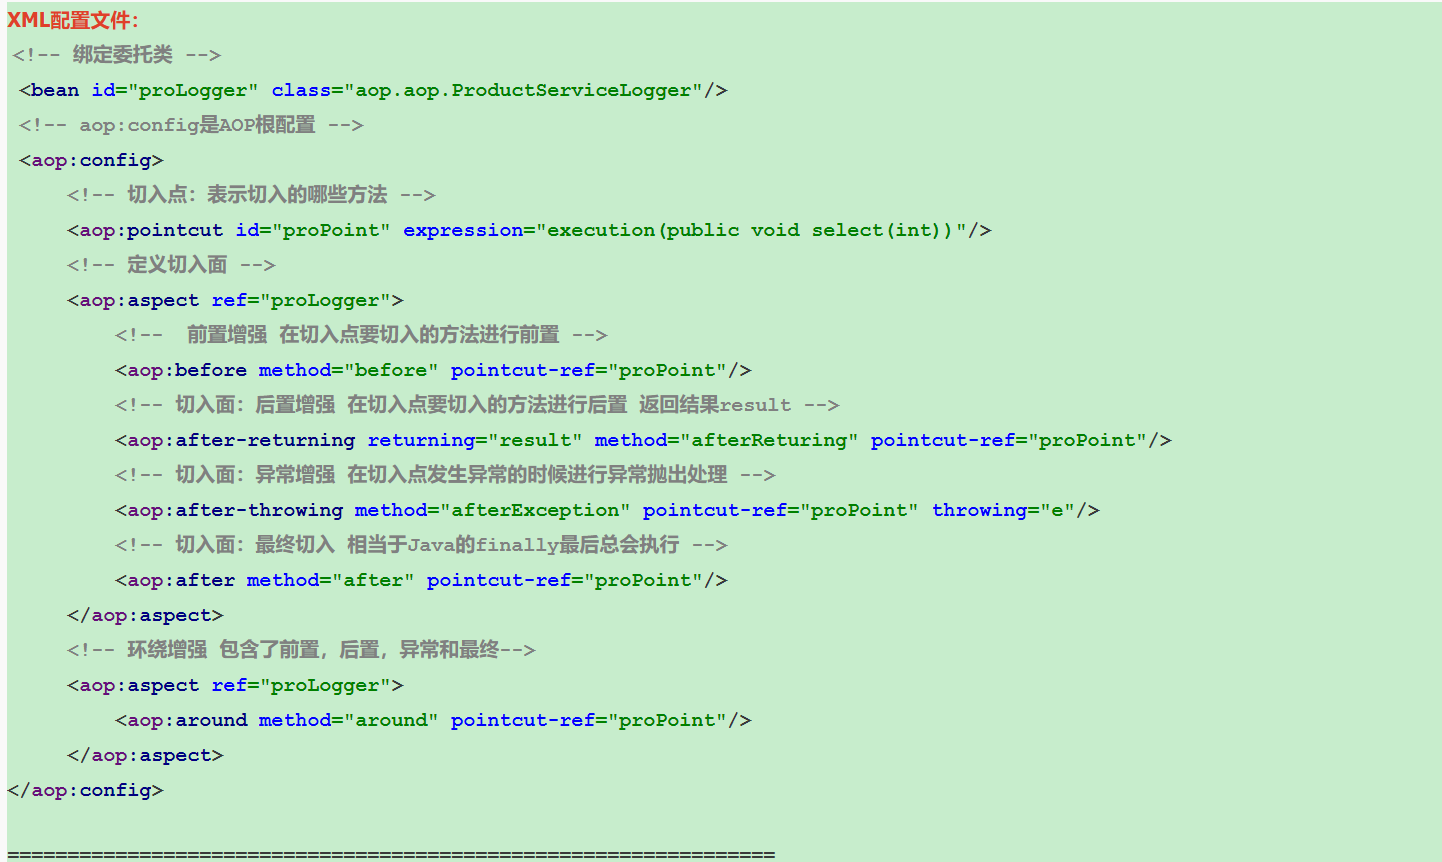 XML配置文件：
<!-- 绑定委托类 -->
<bean id="proLogger" class="aop.aop.ProductServiceLogger"/>
<!-- aop:config是AOP根配置 -->
<aop:config>
<!-- 切入点：表示切入的哪些方法 -->
<aop:pointcut id="proPoint" expression="execution(public void select(int))"/>
<!-- 定义切入面 -->
<aop:aspect ref="proLogger">
<!--  前置增强 在切入点要切入的方法进行前置 -->
<aop:before method="before" pointcut-ref="proPoint"/>
<!-- 切入面：后置增强 在切入点要切入的方法进行后置 返回结果result -->
<aop:after-returning returning="result" method="afterReturing" pointcut-ref="proPoint"/>
<!-- 切入面：异常增强 在切入点发生异常的时候进行异常抛出处理 -->
<aop:after-throwing method="afterException" pointcut-ref="proPoint" throwing="e"/>
<!-- 切入面：最终切入 相当于Java的finally最后总会执行 -->
<aop:after method="after" pointcut-ref="proPoint"/>
</aop:aspect>
<!-- 环绕增强 包含了前置，后置，异常和最终-->
<aop:aspect ref="proLogger">
<aop:around method="around" pointcut-ref="proPoint"/>
</aop:aspect>
</aop:config>
================================================================